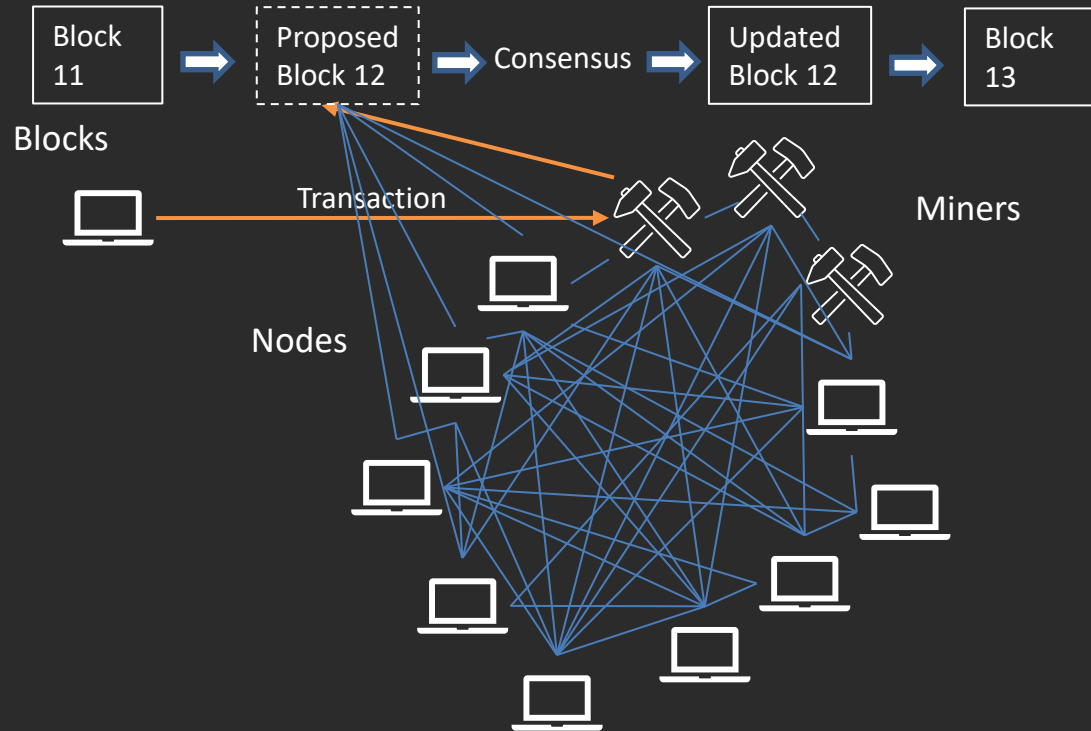 Block
11
Proposed
Block 12
Consensus
Updated
Block 12
Block
13
Blocks
Transaction
Miners
Nodes